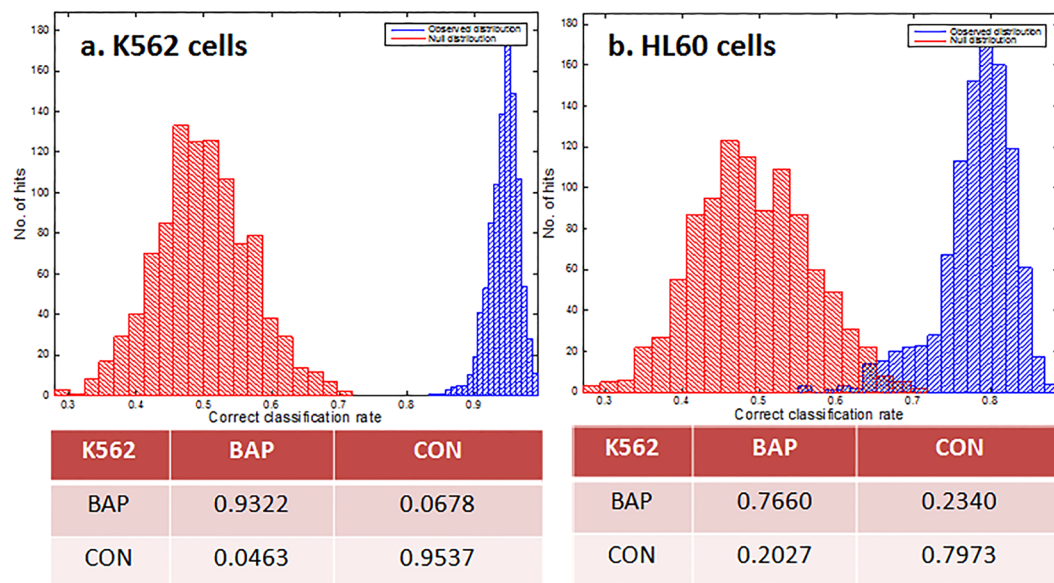 a. K562 cells
Observed distribution
Null distribution
No. of hits
180
160
140
120
100
80
60
40
20
0
0.3 0.4 0.5 0.6 0.7 0.8 0.9
Correct classification rate
K562 BAP CON
BAP 0.9322 0.0678
CON 0.0463 0.9537
b. HL60 cells
Observed distribution
Null distribution
No. of hits
180
160
140
120
100
80
60
40
20
0
0.3 0.4 0.5 0.6 0.7 0.8
Correct classification rate
K562 BAP CON
BAP 0.7660 0.2340
CON 0.2027 0.7973